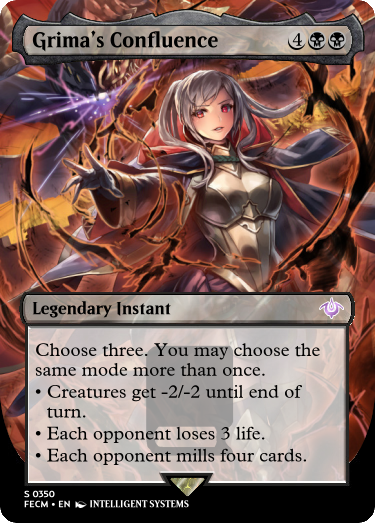 Grima's Confluence 4
Legendary Instant
Choose three. You may choose the
same mode more than once.
• Creatures get -2/-2 until end of
turn.
• Each opponent loses 3 life.
• Each opponent mills four cards.
S 0350
FECM • EN INTELLIGENT SYSTEMS